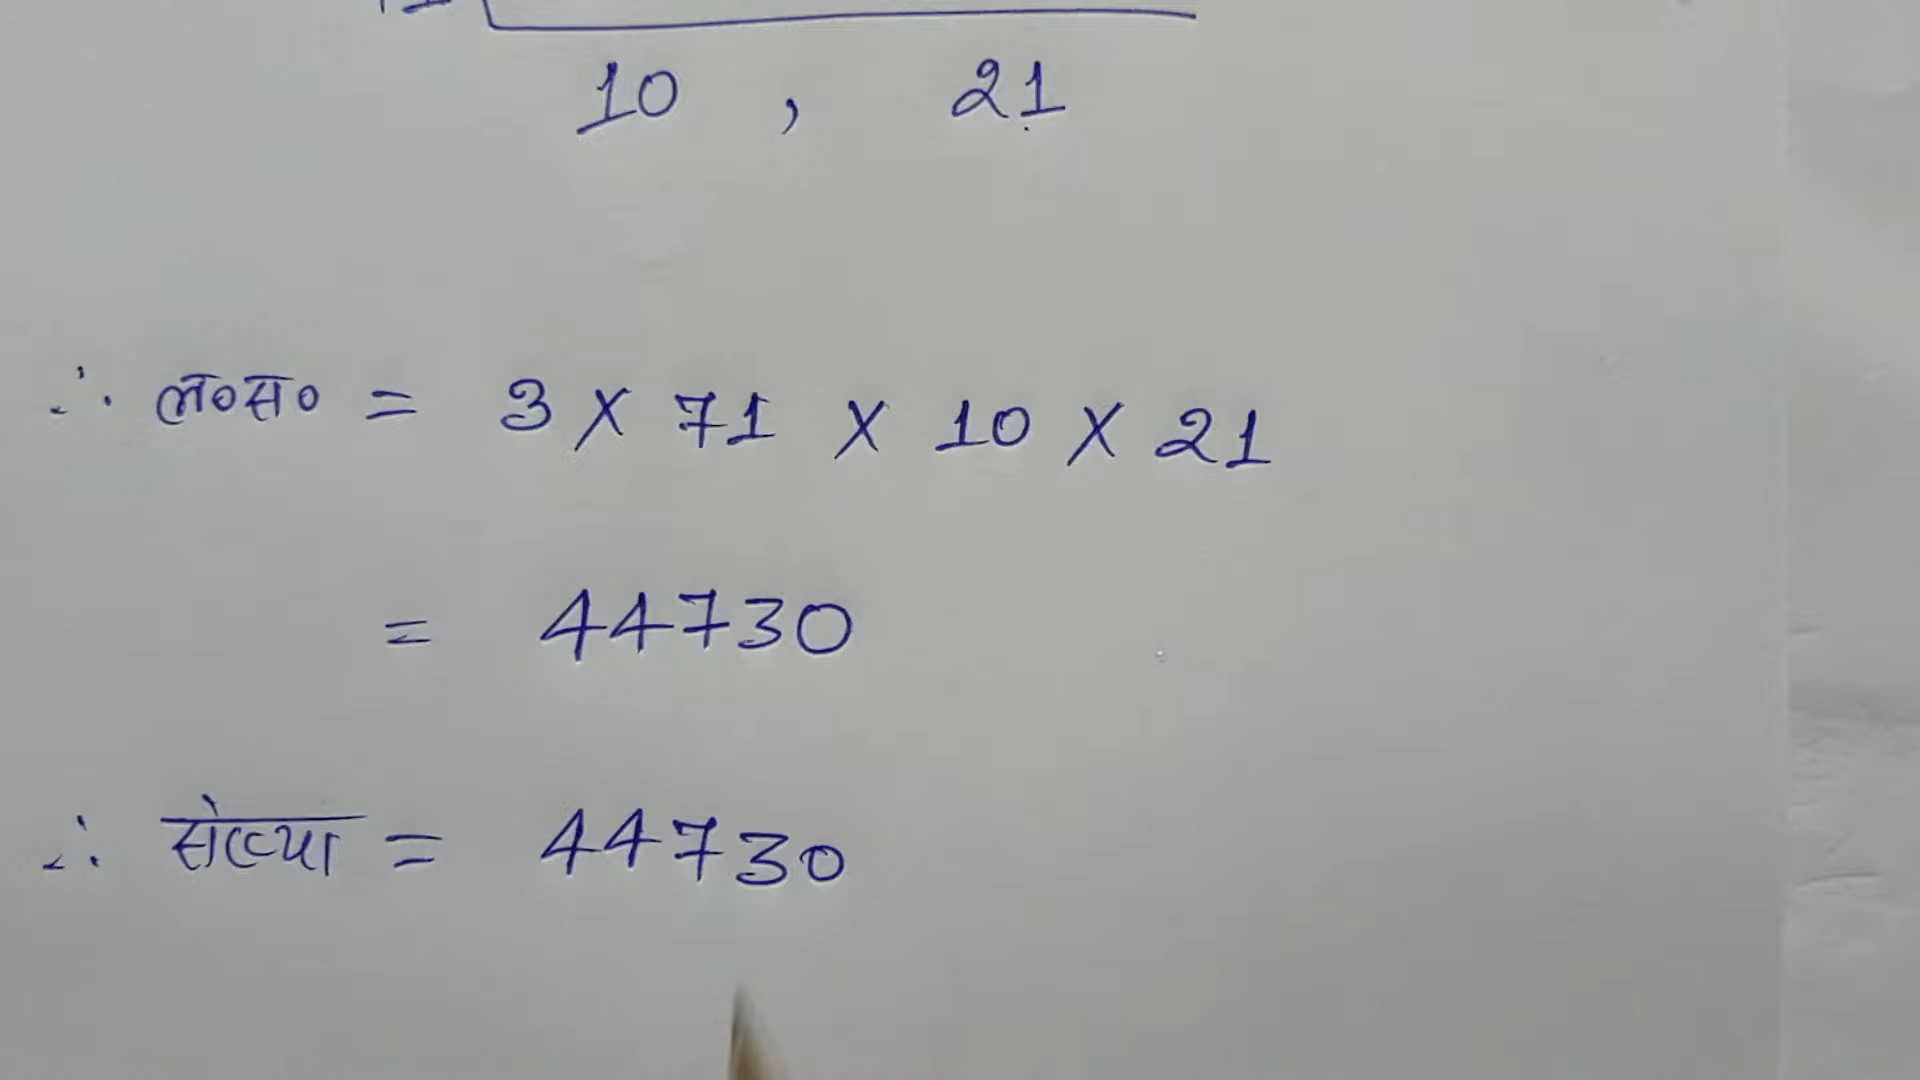 10 , 21
∴ ल०स० = 3 X 71 X 10 X 21
= 44730
∴ संख्या = 44730